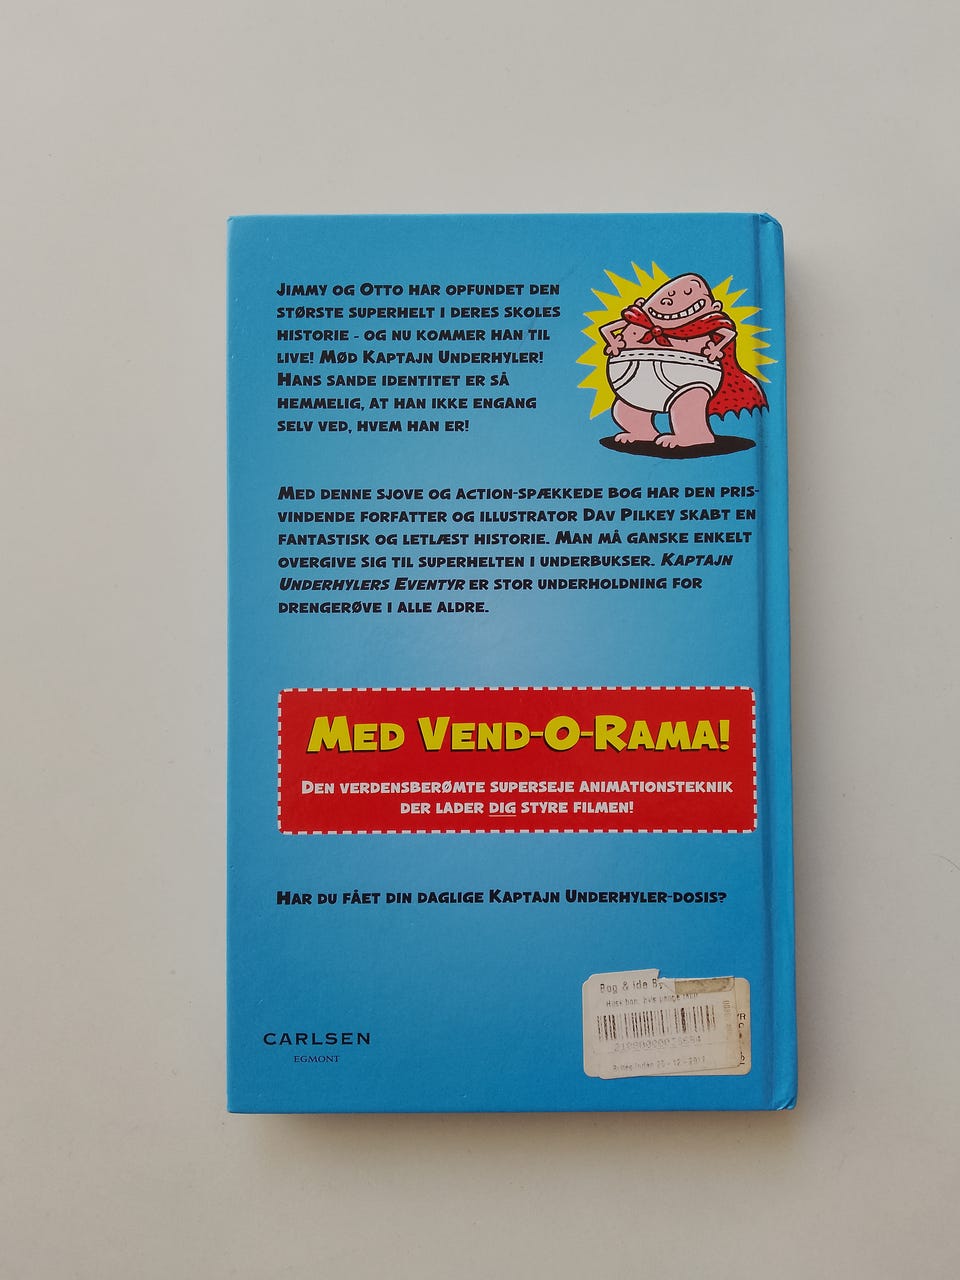 Jimmy og Otto har opfundet den
største superhelt i deres skoles
historie - og nu kommer han til
live! Mød Kaptajn Underhyler!
Hans sande identitet er så
hemmelig, at han ikke engang
selv ved, hvem han er!
Med denne sjove og action-spækkede bog har den pris-
vindende forfatter og illustrator Dav Pilkey skabt en
fantastisk og letlæst historie. Man må ganske enkelt
overgive sig til superhelten i underbukser. Kaptajn
Underhylers Eventyr er stor underholdning for
drengerøve i alle aldre.
Med Vend-O-Rama!
Den verdensberømte superseje animationsteknik
der lader dig styre filmen!
Har du fået din daglige Kaptajn Underhyler-dosis?
Bog & ide
CARLSEN
EGMONT